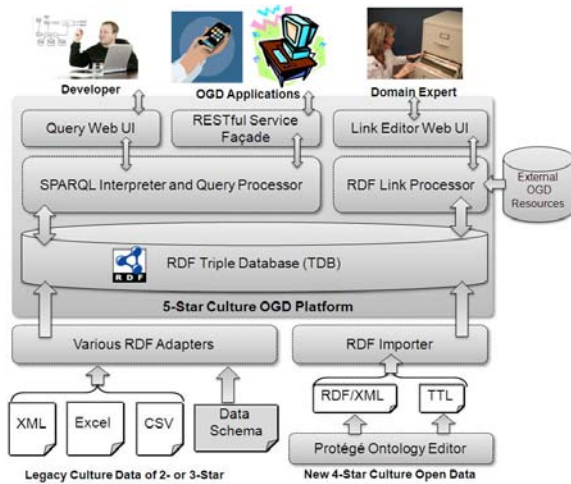 Developer
OGD Applications
Domain Expert
Query Web UI
RESTful Service
Façade
Link Editor Web UI
SPARQL Interpreter and Query Processor
RDF Link Processor
External
OGD
Resources
RDF
RDF Triple Database (TDB)
5-Star Culture OGD Platform
Various RDF Adapters
RDF Importer
XML
Excel
CSV
Data
Schema
RDF/XML
TTL
Protégé Ontology Editor
Legacy Culture Data of 2- or 3-Star
New 4-Star Culture Open Data